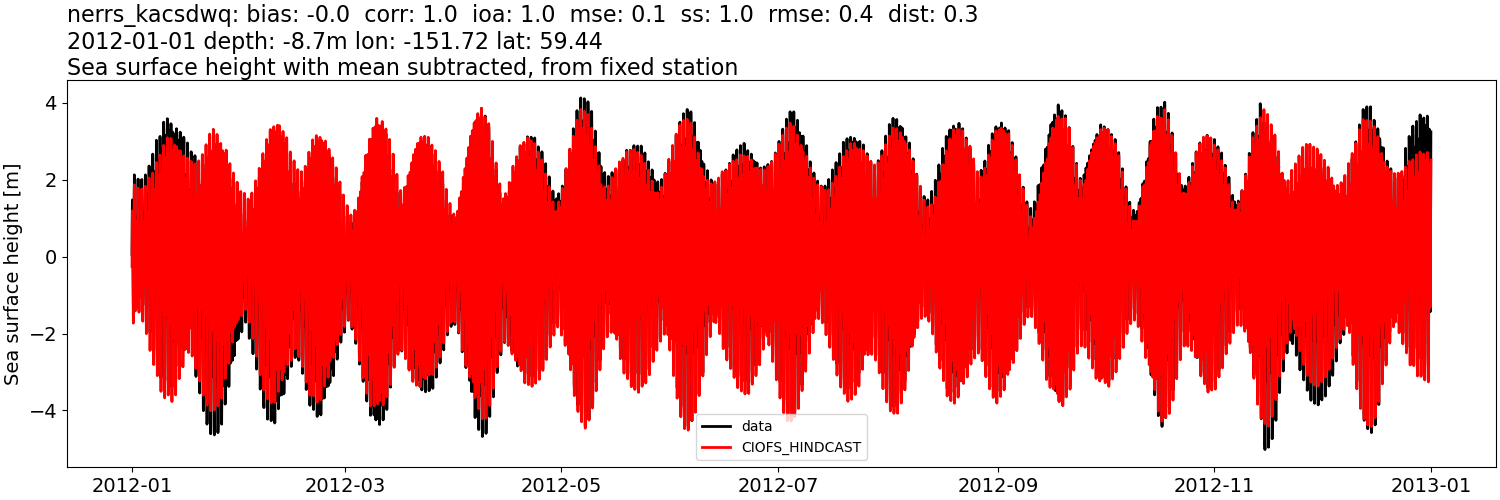 nerrs_kacsdwq: bias: -0.0  corr: 1.0  ioa: 1.0  mse: 0.1  ss: 1.0  rmse: 0.4  dist: 0.3
2012-01-01 depth: -8.7m lon: -151.72 lat: 59.44
Sea surface height with mean subtracted, from fixed station
Sea surface height [m]
4
2
0
−2
−4
data
CIOFS_HINDCAST
2012-01 2012-03 2012-05 2012-07 2012-09 2012-11 2013-01